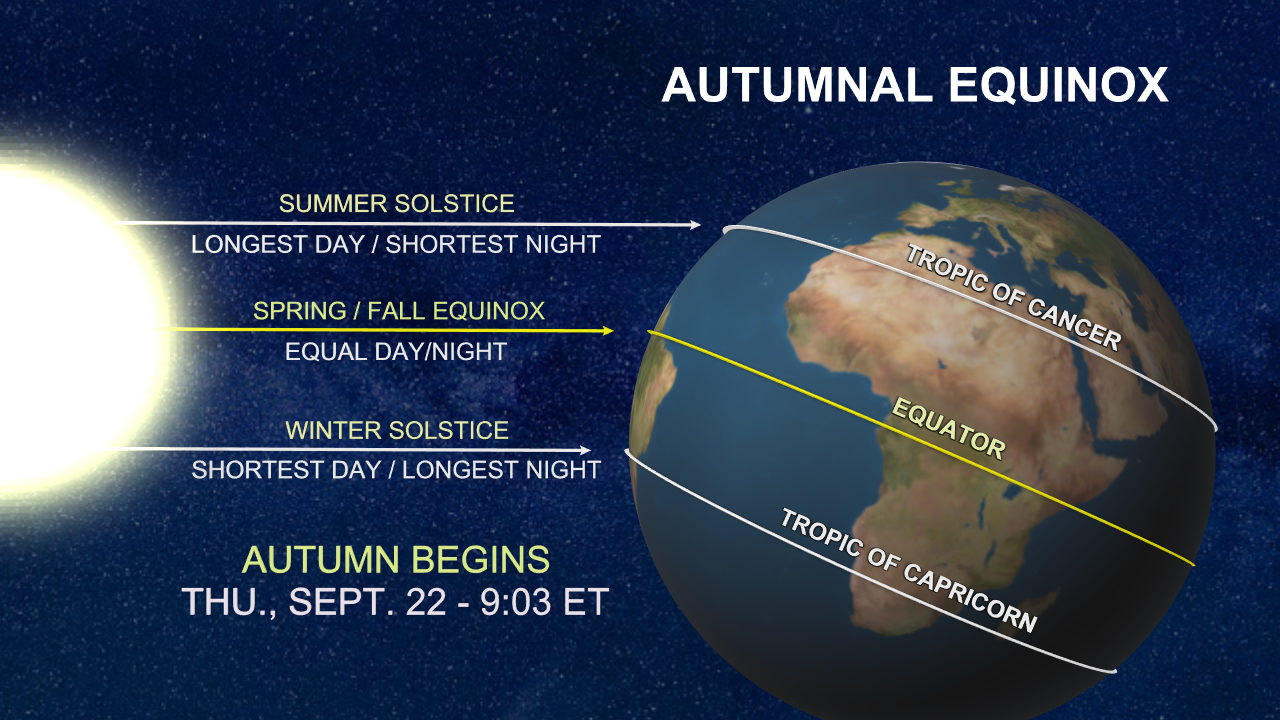 AUTUMNAL EQUINOX
SUMMER SOLSTICE
LONGEST DAY / SHORTEST NIGHT
SPRING / FALL EQUINOX
EQUAL DAY/NIGHT
WINTER SOLSTICE
SHORTEST DAY / LONGEST NIGHT
AUTUMN BEGINS
THU., SEPT. 22 - 9:03 ET
TROPIC OF CANCER
EQUATOR
TROPIC OF CAPRICORN